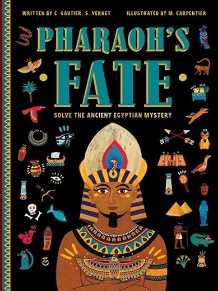 WRITTEN BY C. GAUTIER, S. VERNET ILLUSTRATED BY M. CARPENTIER
PHARAOH'S
FATE
SOLVE THE ANCIENT EGYPTIAN MYSTERY